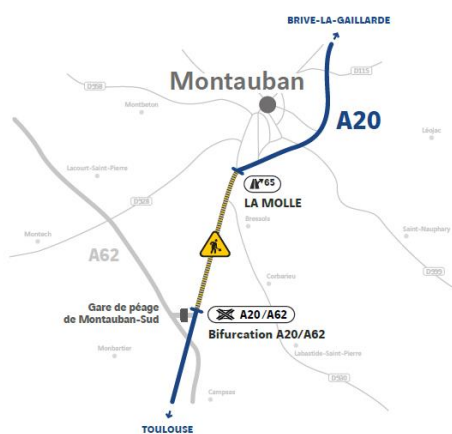 BRIVE-LA-GAILLARDE
D958
D115
Montauban
Montbeton
A20
Léojac
Lacourt-Saint-Pierre
65
LA MOLLE
D928
Bressols
Montech
Saint-Nauphary
A62
D999
Corbarieu
Gare de péage
de Montauban-Sud
A20/A62
Bifurcation A20/A62
Montbartier
Labastide-Saint-Pierre
D930
Campsas
TOULOUSE